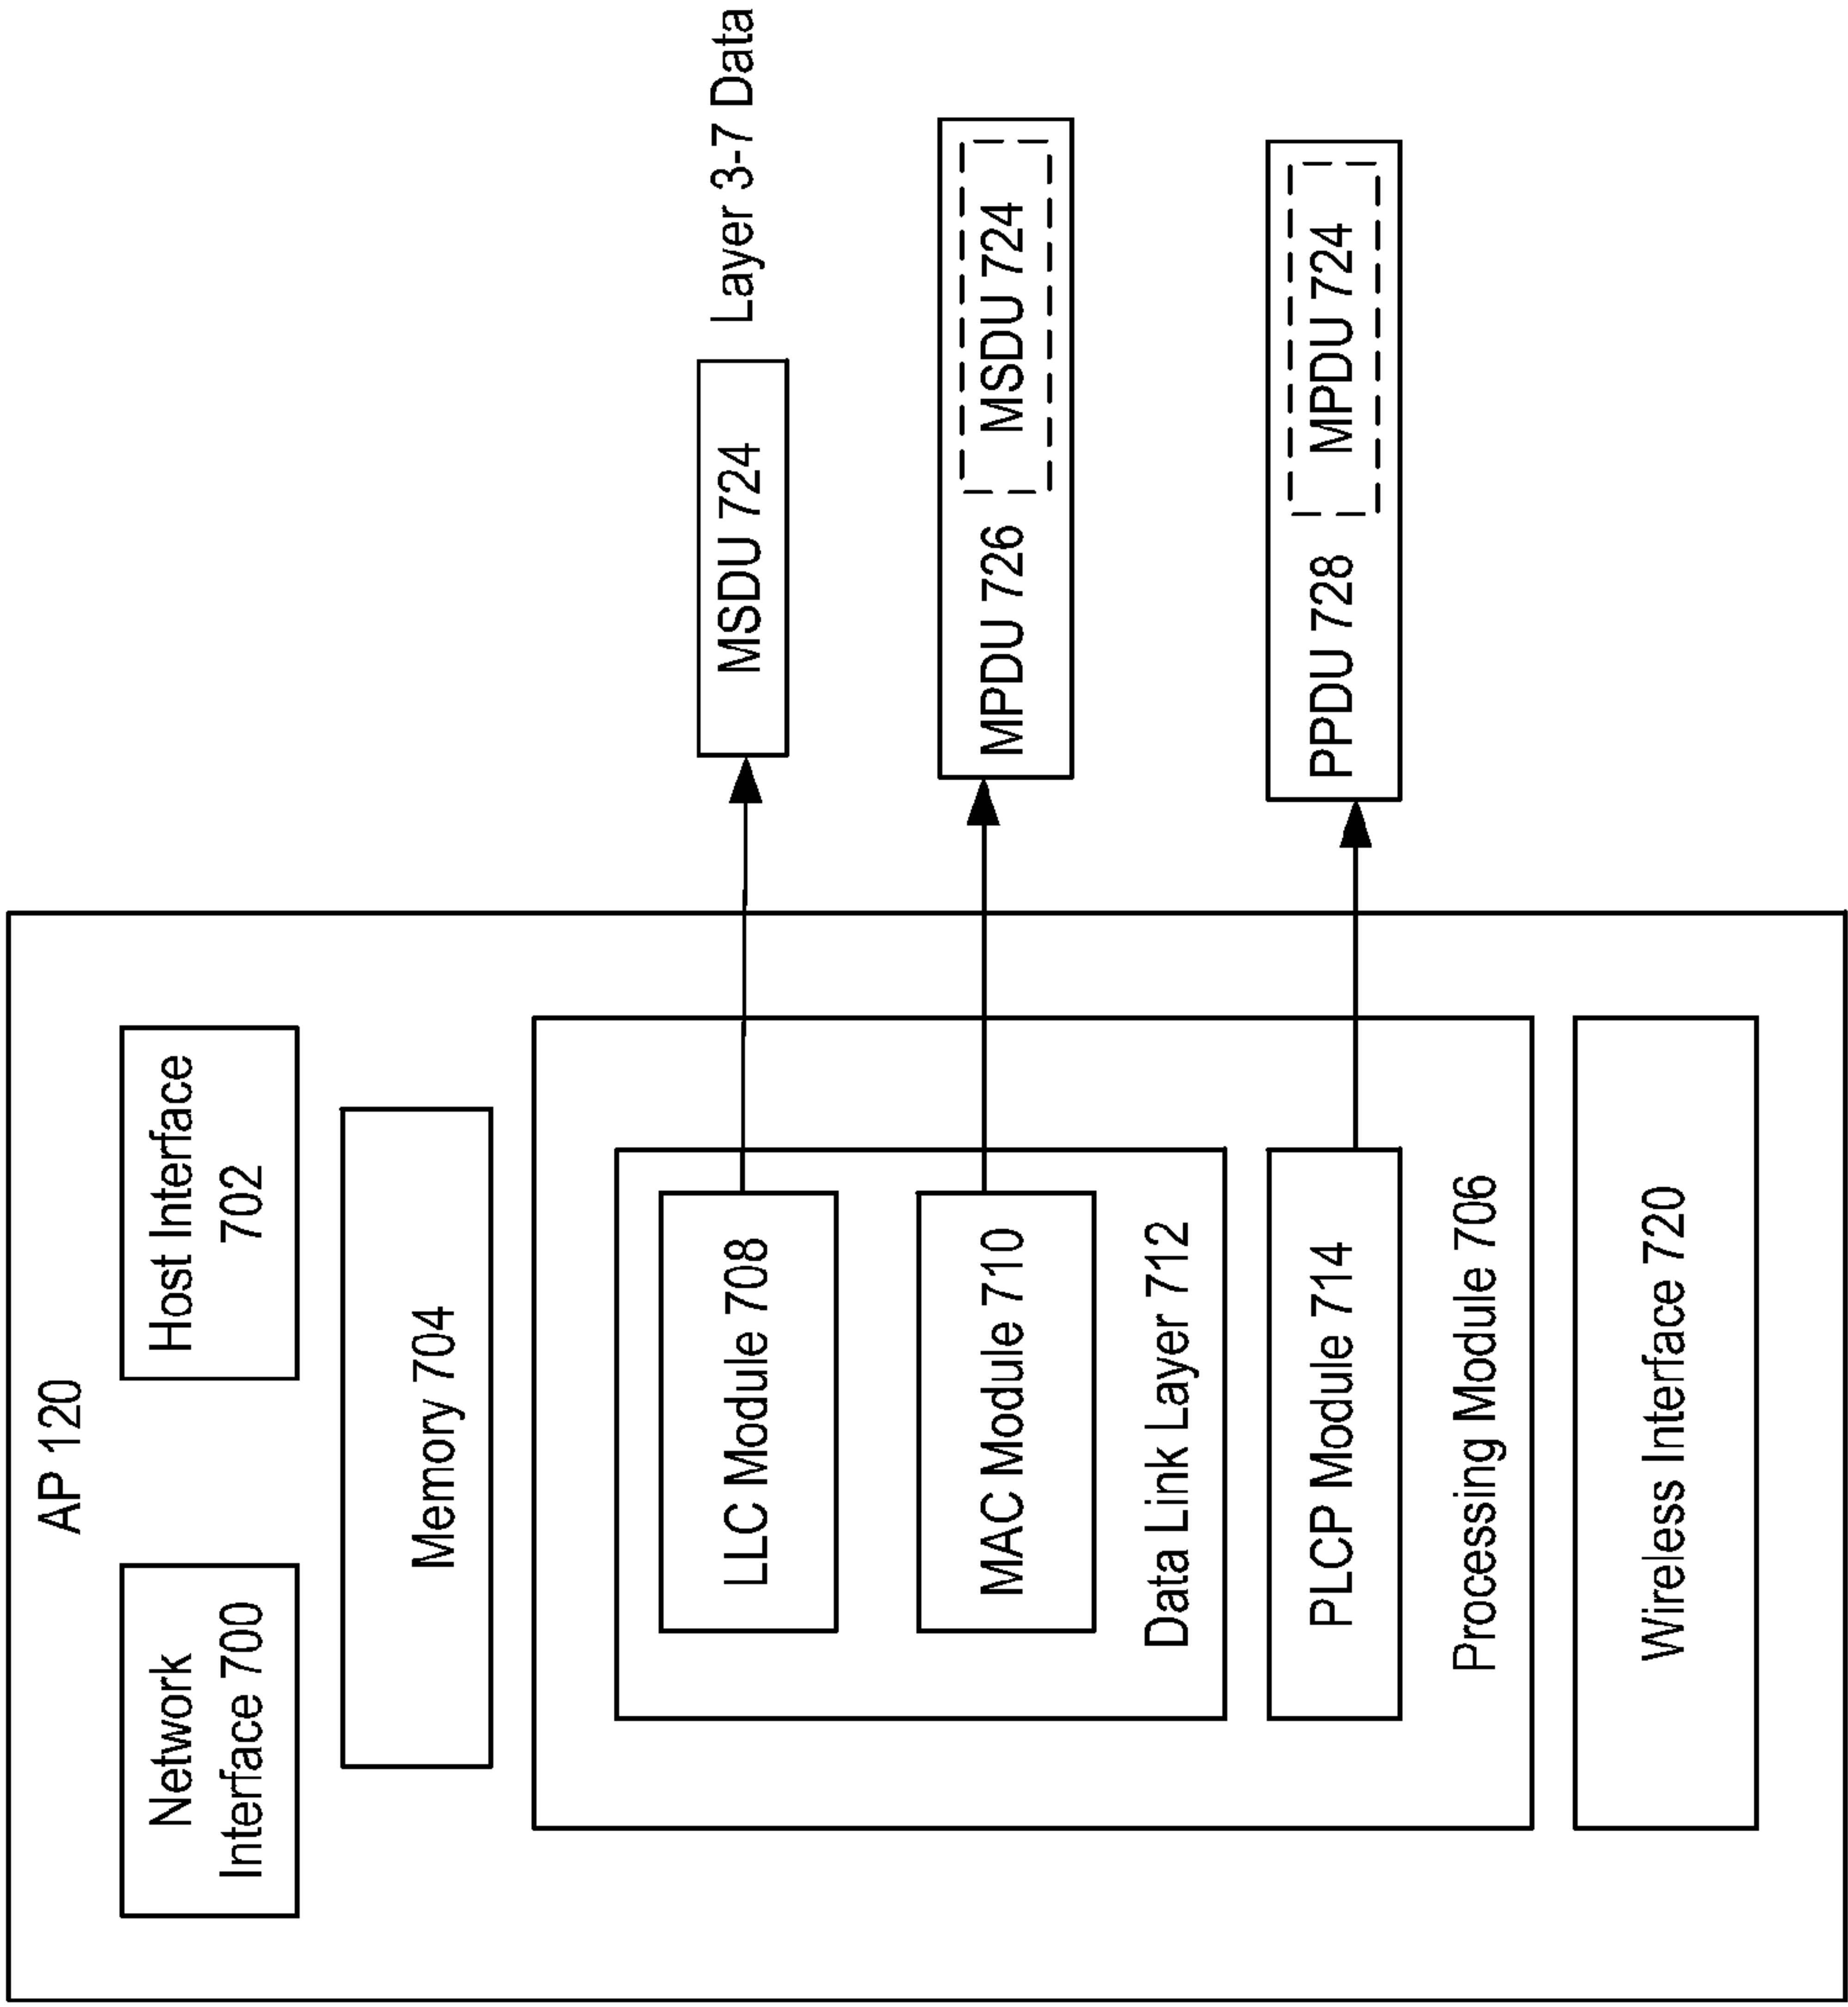 AP 120
Network
Interface 700
Host Interface
702
Memory 704
LLC Module 708
MAC Module 710
Data Link Layer 712
PLCP Module 714
Processing Module 706
Wireless Interface 720
MSDU 724
Layer 3-7 Data
MPDU 726
MSDU 724
PPDU 728
MPDU 724